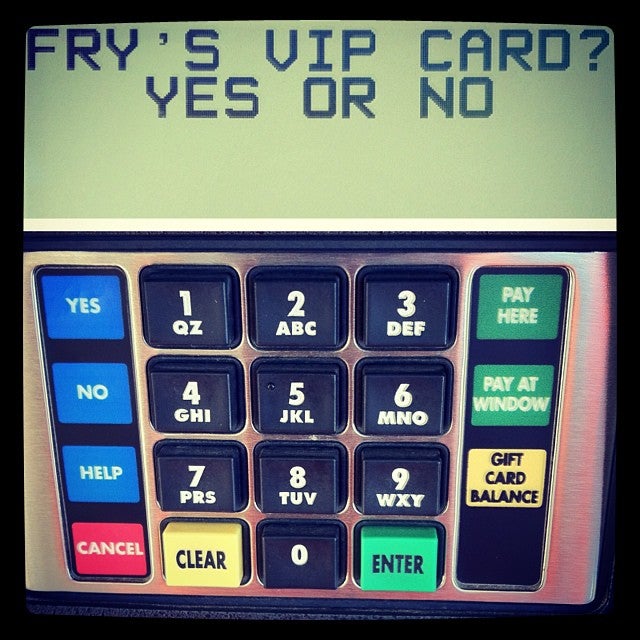 FRY'S VIP CARD?
YES OR NO
YES
NO
HELP
CANCEL
1
QZ
2
ABC
3
DEF
4
GHI
5
JKL
6
MNO
7
PRS
8
TUV
9
WXY
CLEAR
0
ENTER
PAY
HERE
PAY AT
WINDOW
GIFT
CARD
BALANCE